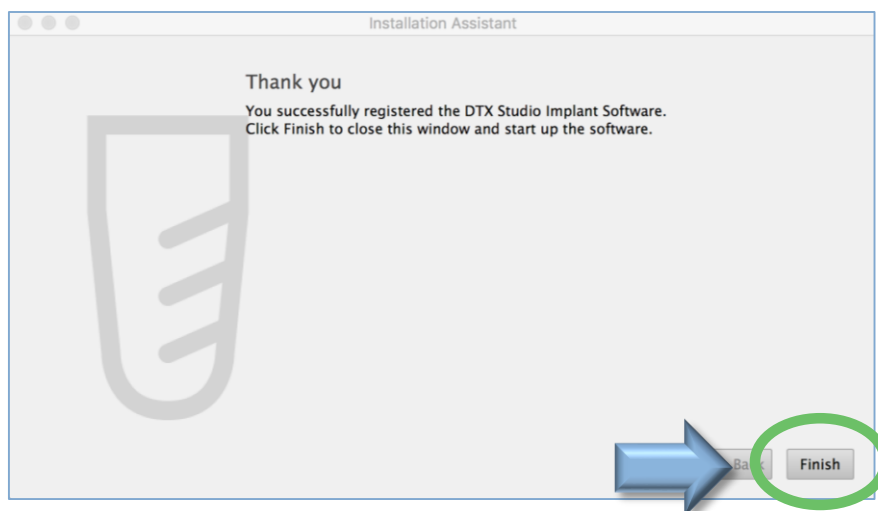 Installation Assistant
Thank you
You successfully registered the DTX Studio Implant Software.
Click Finish to close this window and start up the software.
Finish